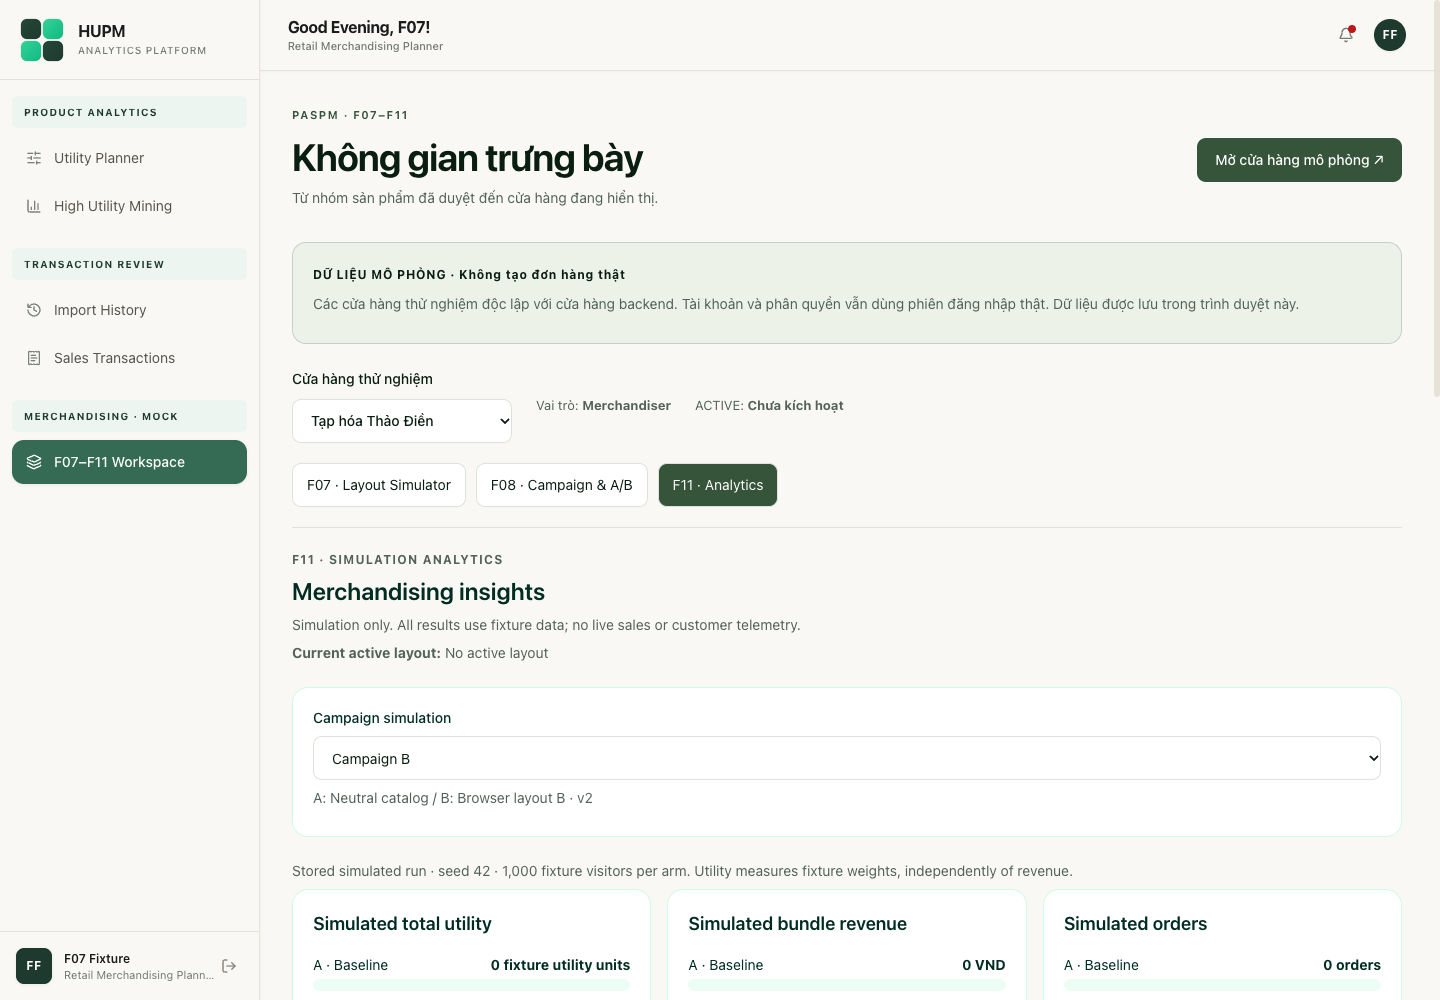 HUPM
ANALYTICS PLATFORM
PRODUCT ANALYTICS
Utility Planner
High Utility Mining
TRANSACTION REVIEW
Import History
Sales Transactions
MERCHANDISING · MOCK
F07–F11 Workspace
FF
F07 Fixture
Retail Merchandising Plann...
Good Evening, F07!
Retail Merchandising Planner
FF
PASPM · F07–F11
Không gian trưng bày
Mở cửa hàng mô phỏng ↗
Từ nhóm sản phẩm đã duyệt đến cửa hàng đang hiển thị.
DỮ LIỆU MÔ PHỎNG · Không tạo đơn hàng thật
Các cửa hàng thử nghiệm độc lập với cửa hàng backend. Tài khoản và phân quyền vẫn dùng phiên đăng nhập thật. Dữ liệu được lưu trong trình duyệt này.
Cửa hàng thử nghiệm
Tạp hóa Thảo Điền
Vai trò: Merchandiser
ACTIVE: Chưa kích hoạt
F07 · Layout Simulator
F08 · Campaign & A/B
F11 · Analytics
F11 · SIMULATION ANALYTICS
Merchandising insights
Simulation only. All results use fixture data; no live sales or customer telemetry.
Current active layout: No active layout
Campaign simulation
Campaign B
A: Neutral catalog / B: Browser layout B · v2
Stored simulated run · seed 42 · 1,000 fixture visitors per arm. Utility measures fixture weights, independently of revenue.
Simulated total utility
A · Baseline 0 fixture utility units
Simulated bundle revenue
A · Baseline 0 VND
Simulated orders
A · Baseline 0 orders